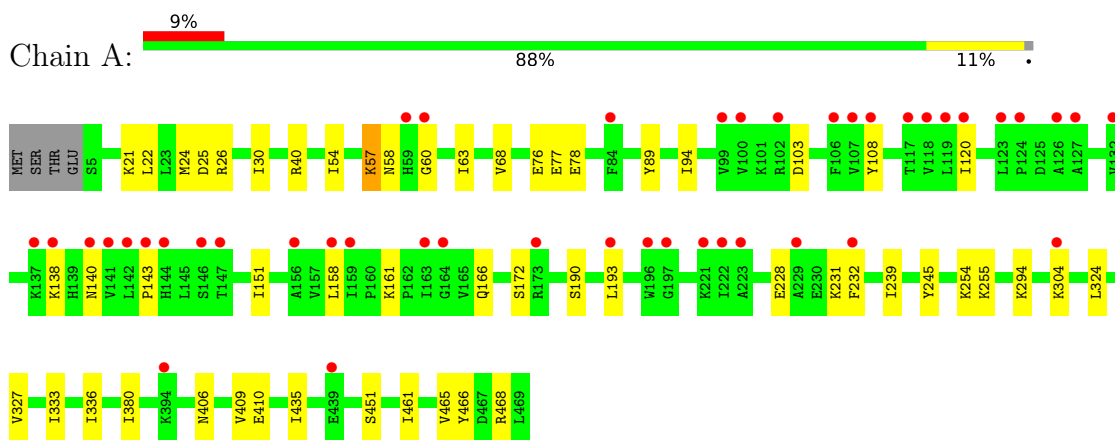 9%
Chain A:
88% 11% •
MET SER THR GLU S5 K21 L22 L23 M24 D25 R26 I30 R40 I54 K57 N58 H59 G60 I63 V68 E76 E77 E78 F84 Y89 I94 V99 V100 K101 R102 D103 F106 V107 Y108 T117 V118 L119 I120 L123 P124 D125 A126 A127 V132
K137 K138 H139 N140 V141 L142 P143 H144 L145 S146 T147 I151 A156 V157 L158 I159 P160 K161 P162 I163 G164 V165 Q166 S172 R173 S190 L193 W196 G197 K221 I222 A223 E228 A229 E230 K231 F232 I239 Y245 K254 K255 K294 K304 L324
V327 I333 I336 I380 K394 N406 V409 E410 I435 E439 S451 I461 V465 Y466 D467 R468 L469